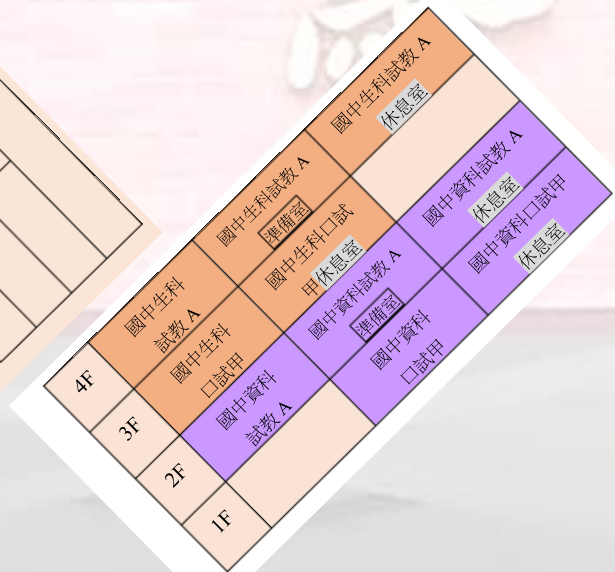 4F
國中生科
試教 A
國中生科試教 A
準備室
國中生科試教 A
休息室
3F
國中生科
口試甲
國中生科口試
甲休息室
2F
國中資科
試教 A
國中資科試教 A
準備室
國中資科試教 A
休息室
1F
國中資科
口試甲
國中資科口試甲
休息室